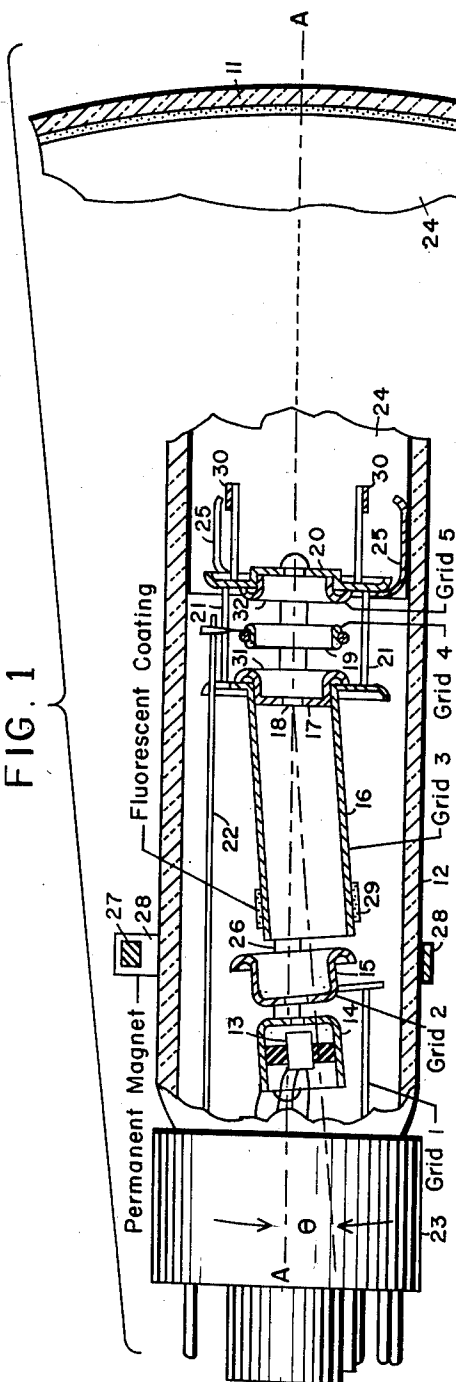 FIG. 1
Permanent Magnet
27
28
Fluorescent Coating
22
21
25
30
11
A
31
32
18
17
19
20
24
24
13
14
15
26
16
29
21
25
30
A
θ
23
Grid 1
Grid 2
28
12
Grid 3
Grid 4
Grid 5